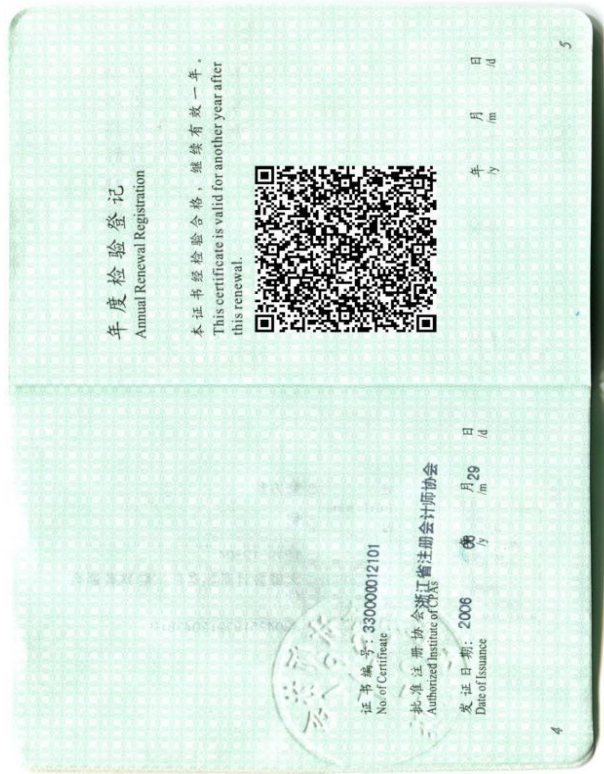 证书编号: 330000012101
No. of Certificate
批准注册协会 浙江省注册会计师协会
Authorized Institute of CPAs
发证日期: 2006 年 06 月 29 日
Date of Issuance /y /m /d
4
年度检验登记
Annual Renewal Registration
本证书经检验合格，继续有效一年。
This certificate is valid for another year after
this renewal.
年 月 日
/y /m /d
5